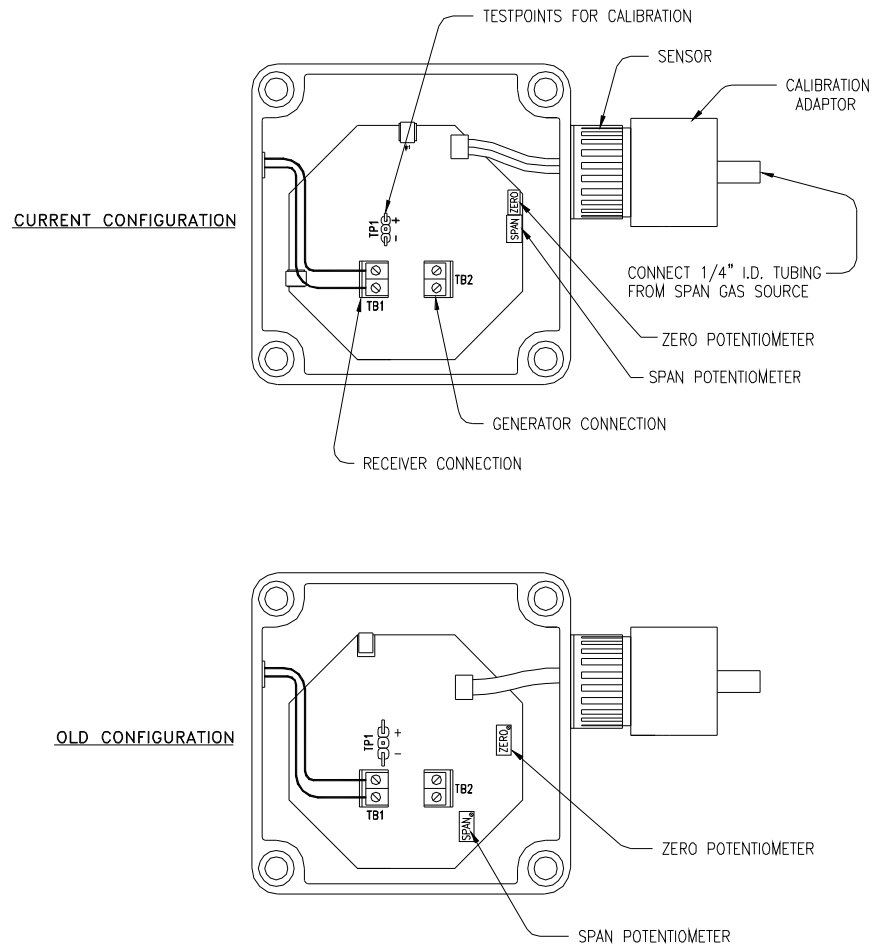 TESTPOINTS FOR CALIBRATION
SENSOR
CALIBRATION
ADAPTOR
CURRENT CONFIGURATION
TP1
+
-
ZERO
SPAN
TB1
TB2
CONNECT 1/4" I.D. TUBING
FROM SPAN GAS SOURCE
ZERO POTENTIOMETER
SPAN POTENTIOMETER
GENERATOR CONNECTION
RECEIVER CONNECTION
OLD CONFIGURATION
TP1
+
-
ZERO
TB1
TB2
SPAN
ZERO POTENTIOMETER
SPAN POTENTIOMETER